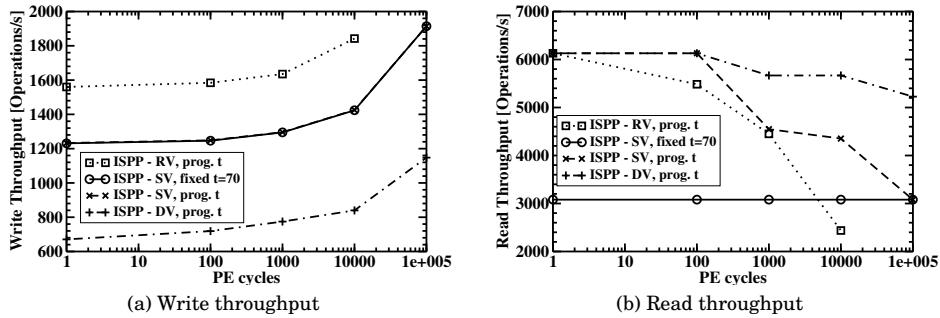 Write Throughput [Operations/s]
2000
1800
1600
1400
1200
1000
800
600
ISPP - RV, prog. t
ISPP - SV, fixed t=70
ISPP - SV, prog. t
ISPP - DV, prog. t
1 10 100 1000 10000 1e+005
PE cycles
(a) Write throughput
Read Throughput [Operations/s]
7000
6000
5000
4000
3000
2000
ISPP - RV, prog. t
ISPP - SV, fixed t=70
ISPP - SV, prog. t
ISPP - DV, prog. t
1 10 100 1000 10000 1e+005
PE cycles
(b) Read throughput